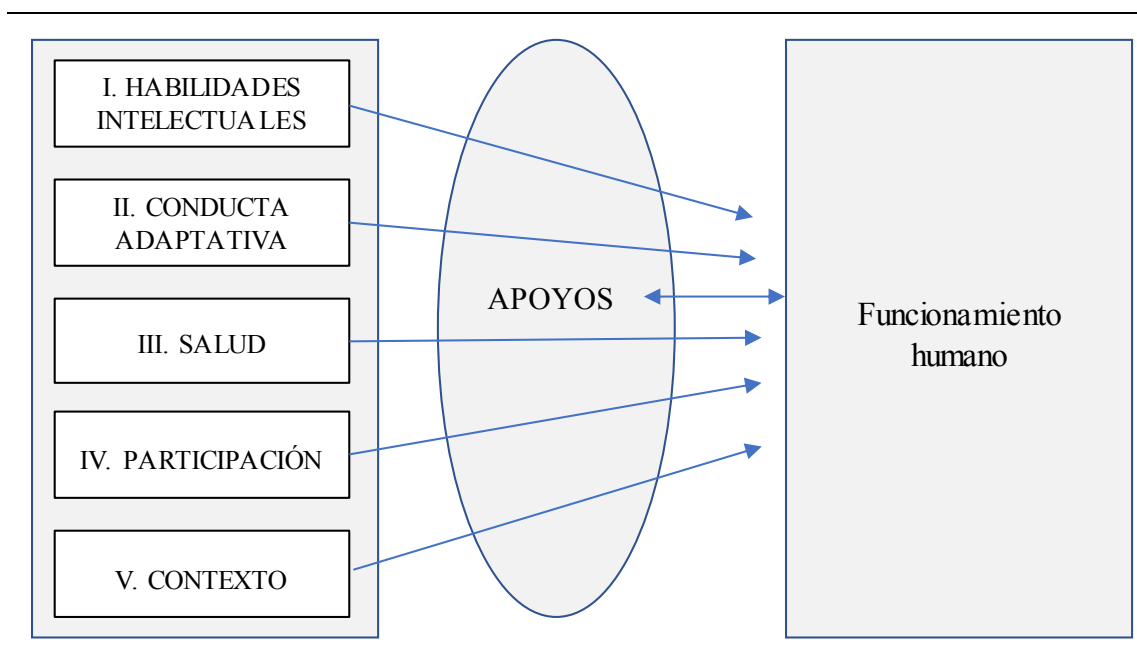 I. HABILIDADES
INTELECTUALES
II. CONDUCTA
ADAPTATIVA
III. SALUD
IV. PARTICIPACIÓN
V. CONTEXTO
APOYOS
Funcionamiento
humano